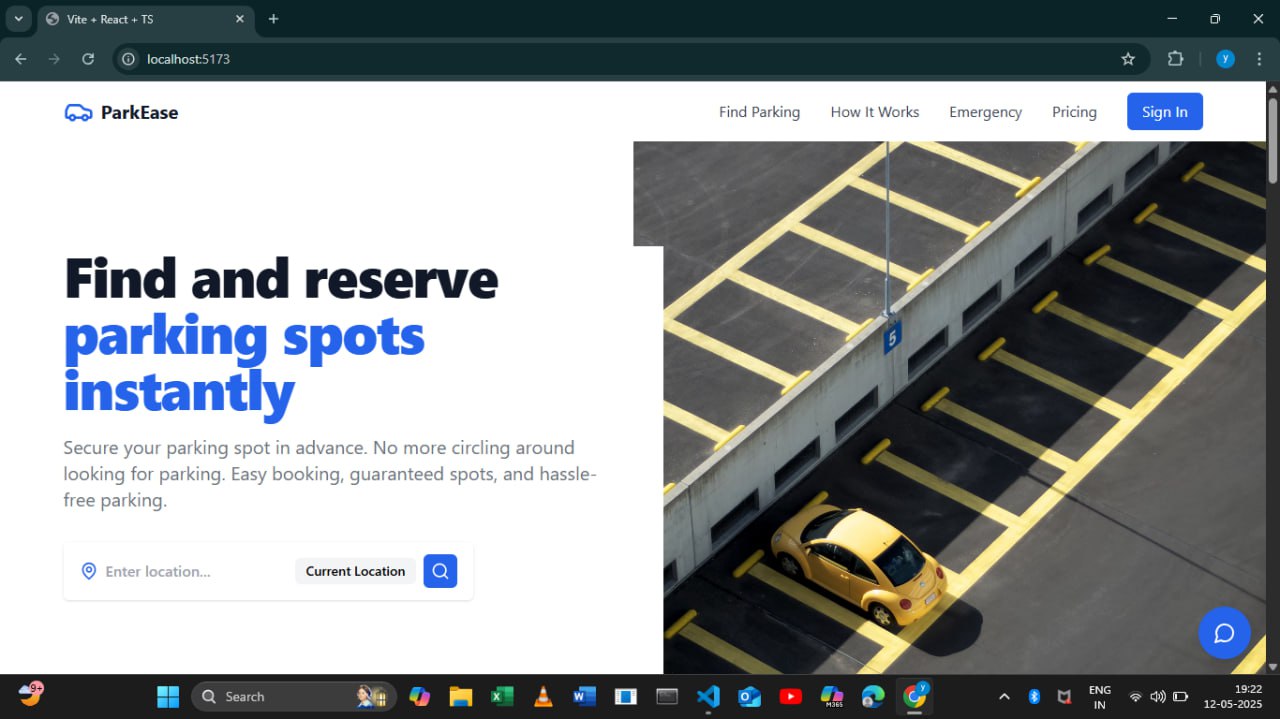 Vite + React + TS
localhost:5173
y
ParkEase
Find Parking
How It Works
Emergency
Pricing
Sign In
Find and reserve
parking spots
instantly
Secure your parking spot in advance. No more circling around
looking for parking. Easy booking, guaranteed spots, and hassle-
free parking.
Enter location...
Current Location
5
9+
Search
M365
y
ENG
IN
19:22
12-05-2025